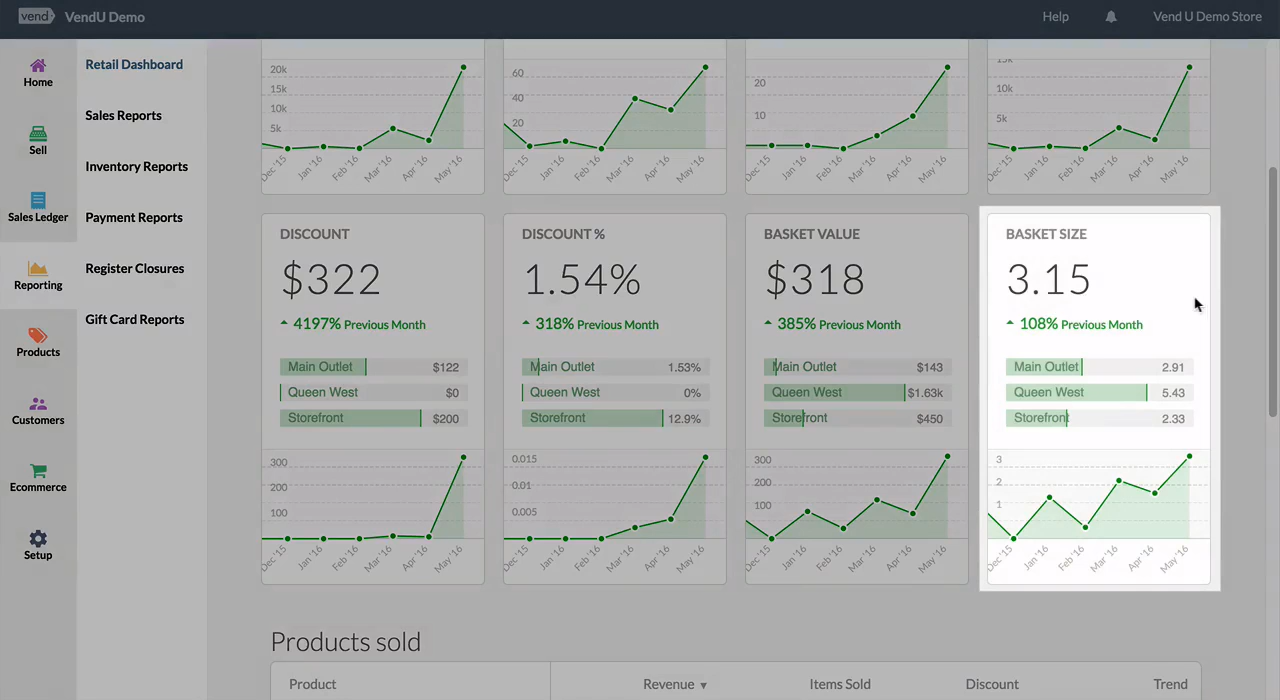 vend VendU Demo
Help
Vend U Demo Store
Home
Sell
Sales Ledger
Reporting
Products
Customers
Ecommerce
Setup
Retail Dashboard
Sales Reports
Inventory Reports
Payment Reports
Register Closures
Gift Card Reports
20k
15k
10k
5k
Dec '15 Jan '16 Feb '16 Mar '16 Apr '16 May '16
60
40
20
Dec '15 Jan '16 Feb '16 Mar '16 Apr '16 May '16
20
10
Dec '15 Jan '16 Feb '16 Mar '16 Apr '16 May '16
15k
10k
5k
Dec '15 Jan '16 Feb '16 Mar '16 Apr '16 May '16
DISCOUNT
$322
4197% Previous Month
Main Outlet $122
Queen West $0
Storefront $200
300
200
100
Dec '15 Jan '16 Feb '16 Mar '16 Apr '16 May '16
DISCOUNT %
1.54%
318% Previous Month
Main Outlet 1.53%
Queen West 0%
Storefront 12.9%
0.015
0.01
0.005
Dec '15 Jan '16 Feb '16 Mar '16 Apr '16 May '16
BASKET VALUE
$318
385% Previous Month
Main Outlet $143
Queen West $1.63k
Storefront $450
300
200
100
Dec '15 Jan '16 Feb '16 Mar '16 Apr '16 May '16
BASKET SIZE
3.15
108% Previous Month
Main Outlet 2.91
Queen West 5.43
Storefront 2.33
3
2
1
Dec '15 Jan '16 Feb '16 Mar '16 Apr '16 May '16
Products sold
Product Revenue ▼ Items Sold Discount Trend